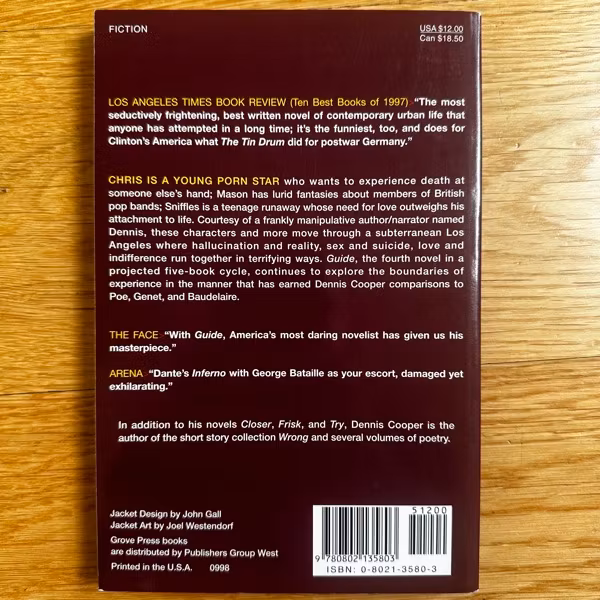 FICTION
USA $12.00
Can $18.50
LOS ANGELES TIMES BOOK REVIEW (Ten Best Books of 1997) “The most
seductively frightening, best written novel of contemporary urban life that
anyone has attempted in a long time; it’s the funniest, too, and does for
Clinton’s America what The Tin Drum did for postwar Germany.”
CHRIS IS A YOUNG PORN STAR who wants to experience death at
someone else’s hand; Mason has lurid fantasies about members of British
pop bands; Sniffles is a teenage runaway whose need for love outweighs his
attachment to life. Courtesy of a frankly manipulative author/narrator named
Dennis, these characters and more move through a subterranean Los
Angeles where hallucination and reality, sex and suicide, love and
indifference run together in terrifying ways. Guide, the fourth novel in a
projected five-book cycle, continues to explore the boundaries of
experience in the manner that has earned Dennis Cooper comparisons to
Poe, Genet, and Baudelaire.
THE FACE “With Guide, America’s most daring novelist has given us his
masterpiece.”
ARENA “Dante’s Inferno with George Bataille as your escort, damaged yet
exhilarating.”
In addition to his novels Closer, Frisk, and Try, Dennis Cooper is the
author of the short story collection Wrong and several volumes of poetry.
Jacket Design by John Gall
Jacket Art by Joel Westendorf
Grove Press books
are distributed by Publishers Group West
Printed in the U.S.A. 0998
51200
9 780802 135803
ISBN: 0-8021-3580-3